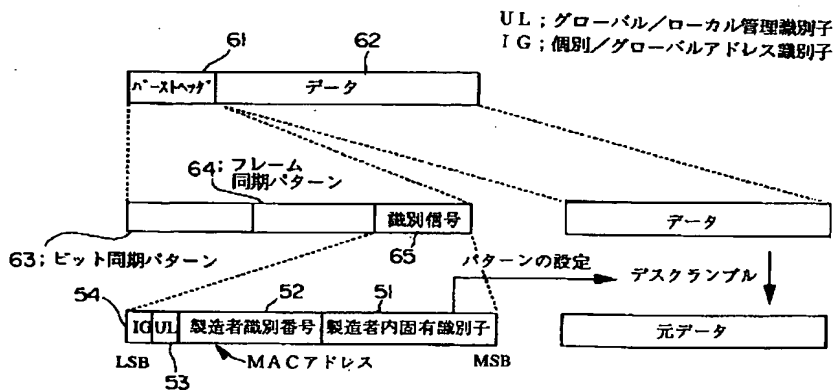 UL；グローバル／ローカル管理識別子
IG；個別／グローバルアドレス識別子
61
62
バーストヘッダ
データ
64；フレーム
同期パターン
識別信号
データ
63；ビット同期パターン
65
パターンの設定
デスクランブル
54
52
51
IG
UL
製造者識別番号
製造者内固有識別子
元データ
LSB
53
MACアドレス
MSB